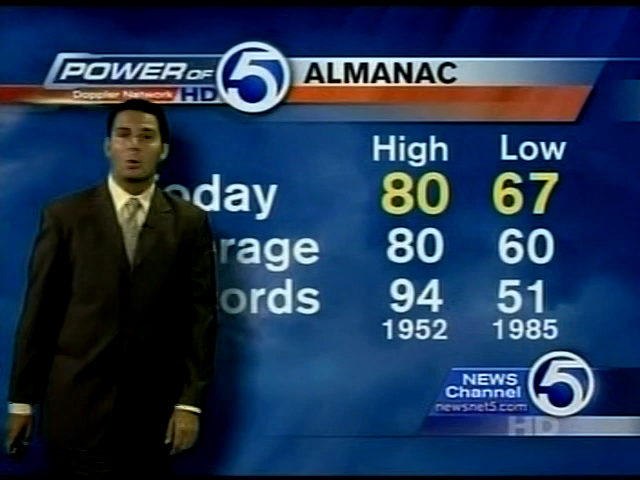 POWER OF 5 ALMANAC
Doppler Network HD
High Low
oday 80 67
erage 80 60
ords 94 51
1952 1985
NEWS 5
Channel
newsnet5.com
HD